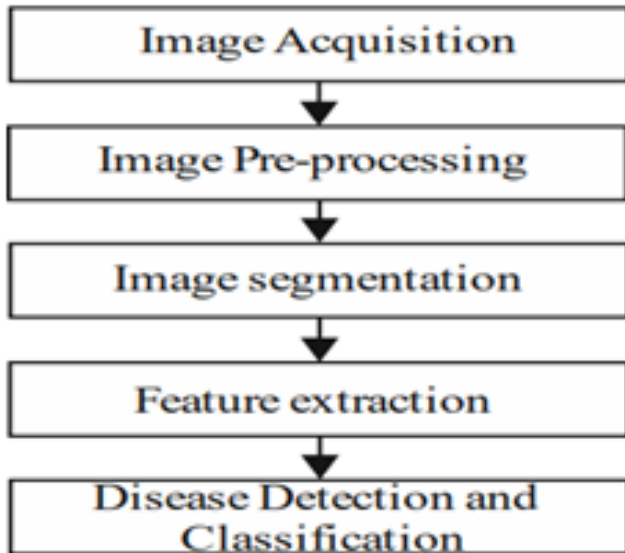 Image Acquisition
Image Pre-processing
Image segmentation
Feature extraction
Disease Detection and
Classification